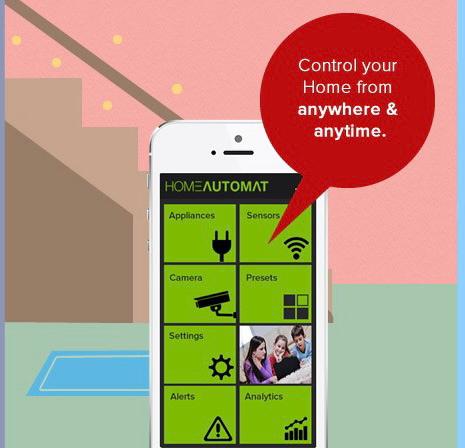 Control your
Home from
anywhere &
anytime.
HOMEAUTOMAT
Appliances
Sensors
Camera
Presets
Settings
Alerts
Analytics